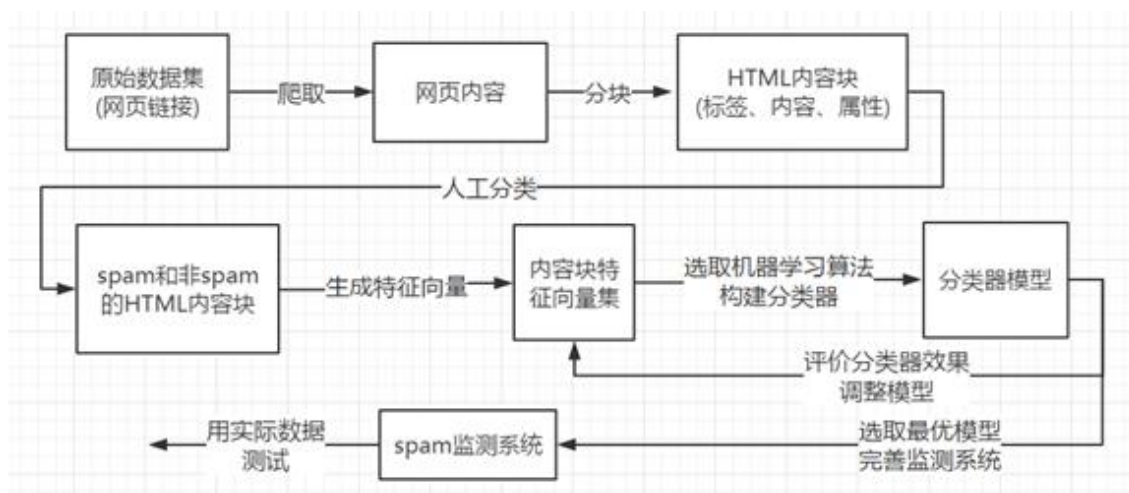 原始数据集
(网页链接)
爬取
网页内容
分块
HTML内容块
(标签、内容、属性)
人工分类
spam和非spam
的HTML内容块
生成特征向量
内容块特
征向量集
选取机器学习算法
构建分类器
分类器模型
评价分类器效果
调整模型
用实际数据
测试
spam监测系统
选取最优模型
完善监测系统